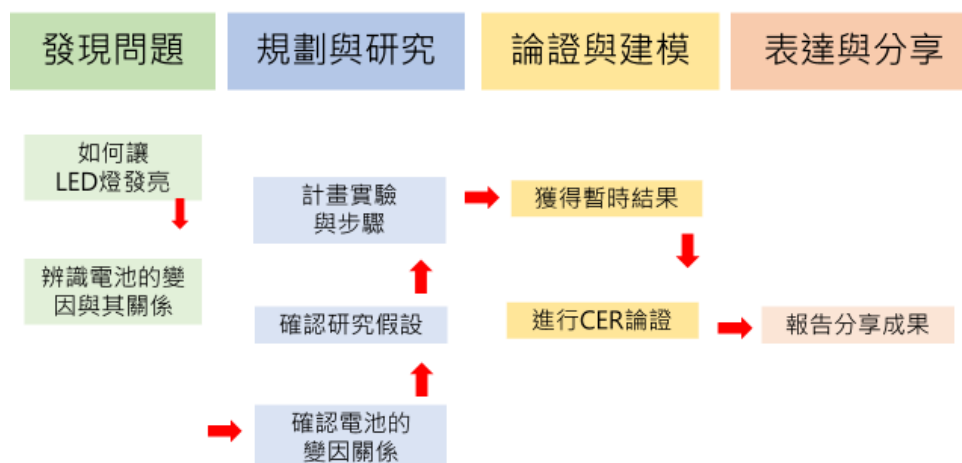 發現問題
規劃與研究
論證與建模
表達與分享
如何讓
LED燈發亮
辨識電池的變
因與其關係
確認電池的
變因關係
確認研究假設
計畫實驗
與步驟
獲得暫時結果
進行CER論證
報告分享成果